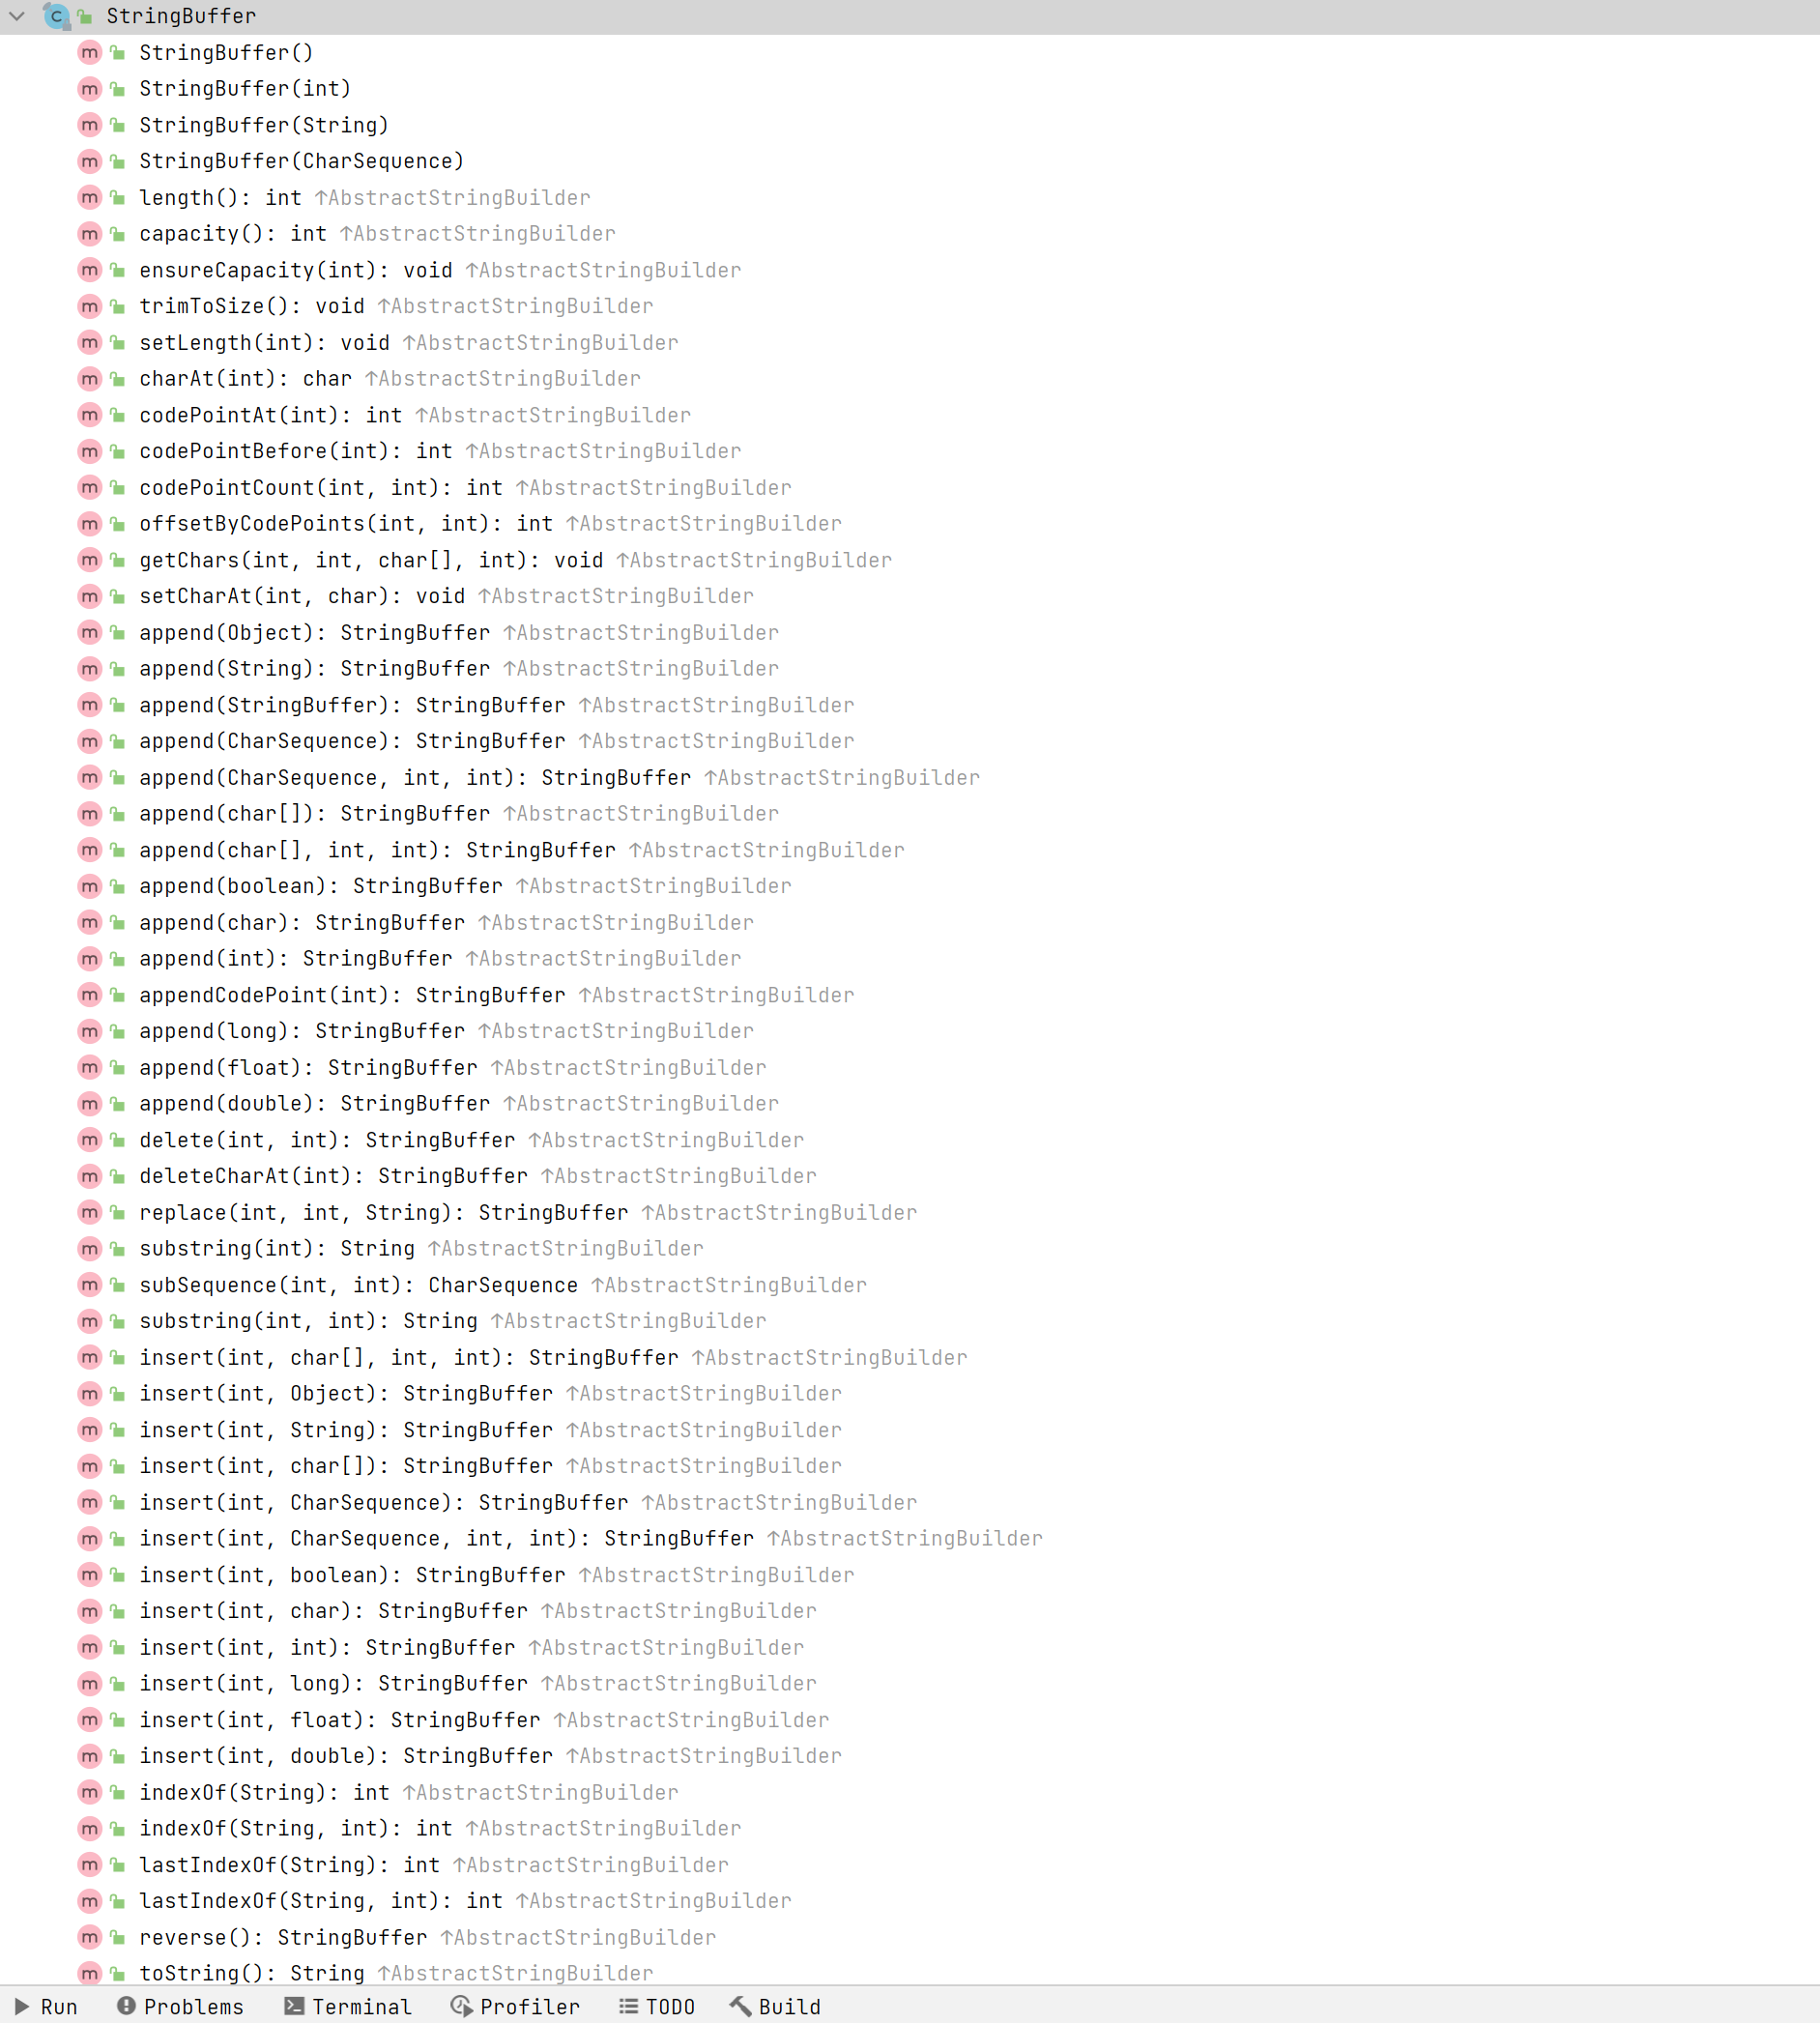 StringBuffer
StringBuffer()
StringBuffer(int)
StringBuffer(String)
StringBuffer(CharSequence)
length(): int ↑AbstractStringBuilder
capacity(): int ↑AbstractStringBuilder
ensureCapacity(int): void ↑AbstractStringBuilder
trimToSize(): void ↑AbstractStringBuilder
setLength(int): void ↑AbstractStringBuilder
charAt(int): char ↑AbstractStringBuilder
codePointAt(int): int ↑AbstractStringBuilder
codePointBefore(int): int ↑AbstractStringBuilder
codePointCount(int, int): int ↑AbstractStringBuilder
offsetByCodePoints(int, int): int ↑AbstractStringBuilder
getChars(int, int, char[], int): void ↑AbstractStringBuilder
setCharAt(int, char): void ↑AbstractStringBuilder
append(Object): StringBuffer ↑AbstractStringBuilder
append(String): StringBuffer ↑AbstractStringBuilder
append(StringBuffer): StringBuffer ↑AbstractStringBuilder
append(CharSequence): StringBuffer ↑AbstractStringBuilder
append(CharSequence, int, int): StringBuffer ↑AbstractStringBuilder
append(char[]): StringBuffer ↑AbstractStringBuilder
append(char[], int, int): StringBuffer ↑AbstractStringBuilder
append(boolean): StringBuffer ↑AbstractStringBuilder
append(char): StringBuffer ↑AbstractStringBuilder
append(int): StringBuffer ↑AbstractStringBuilder
appendCodePoint(int): StringBuffer ↑AbstractStringBuilder
append(long): StringBuffer ↑AbstractStringBuilder
append(float): StringBuffer ↑AbstractStringBuilder
append(double): StringBuffer ↑AbstractStringBuilder
delete(int, int): StringBuffer ↑AbstractStringBuilder
deleteCharAt(int): StringBuffer ↑AbstractStringBuilder
replace(int, int, String): StringBuffer ↑AbstractStringBuilder
substring(int): String ↑AbstractStringBuilder
subSequence(int, int): CharSequence ↑AbstractStringBuilder
substring(int, int): String ↑AbstractStringBuilder
insert(int, char[], int, int): StringBuffer ↑AbstractStringBuilder
insert(int, Object): StringBuffer ↑AbstractStringBuilder
insert(int, String): StringBuffer ↑AbstractStringBuilder
insert(int, char[]): StringBuffer ↑AbstractStringBuilder
insert(int, CharSequence): StringBuffer ↑AbstractStringBuilder
insert(int, CharSequence, int, int): StringBuffer ↑AbstractStringBuilder
insert(int, boolean): StringBuffer ↑AbstractStringBuilder
insert(int, char): StringBuffer ↑AbstractStringBuilder
insert(int, int): StringBuffer ↑AbstractStringBuilder
insert(int, long): StringBuffer ↑AbstractStringBuilder
insert(int, float): StringBuffer ↑AbstractStringBuilder
insert(int, double): StringBuffer ↑AbstractStringBuilder
indexOf(String): int ↑AbstractStringBuilder
indexOf(String, int): int ↑AbstractStringBuilder
lastIndexOf(String): int ↑AbstractStringBuilder
lastIndexOf(String, int): int ↑AbstractStringBuilder
reverse(): StringBuffer ↑AbstractStringBuilder
toString(): String ↑AbstractStringBuilder
Run Problems Terminal Profiler TODO Build